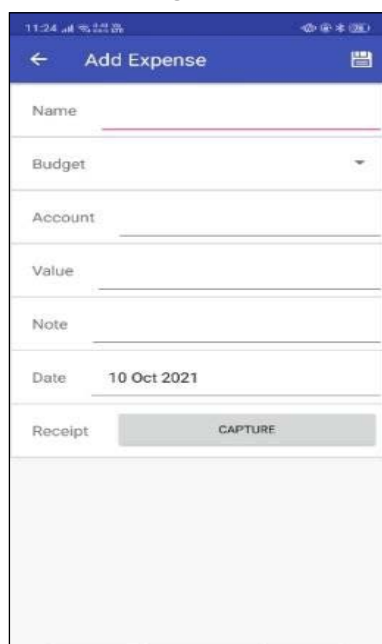 11:24
Add Expense
Name
Budget
Account
Value
Note
Date 10 Oct 2021
Receipt CAPTURE